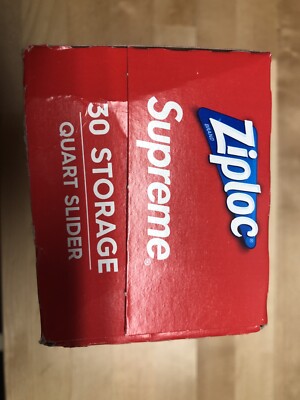 Ziploc®
BRAND
Supreme®
30 STORAGE
QUART SLIDER